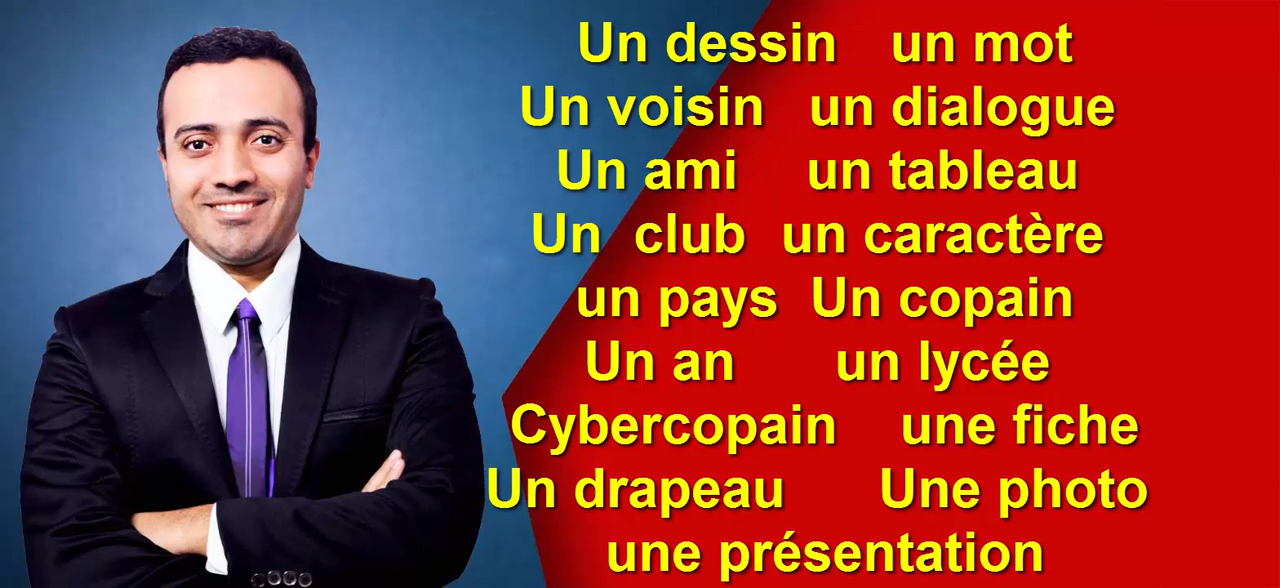 Un dessin un mot
Un voisin un dialogue
Un ami un tableau
Un club un caractère
un pays Un copain
Un an un lycée
Cybercopain une fiche
Un drapeau Une photo
une présentation